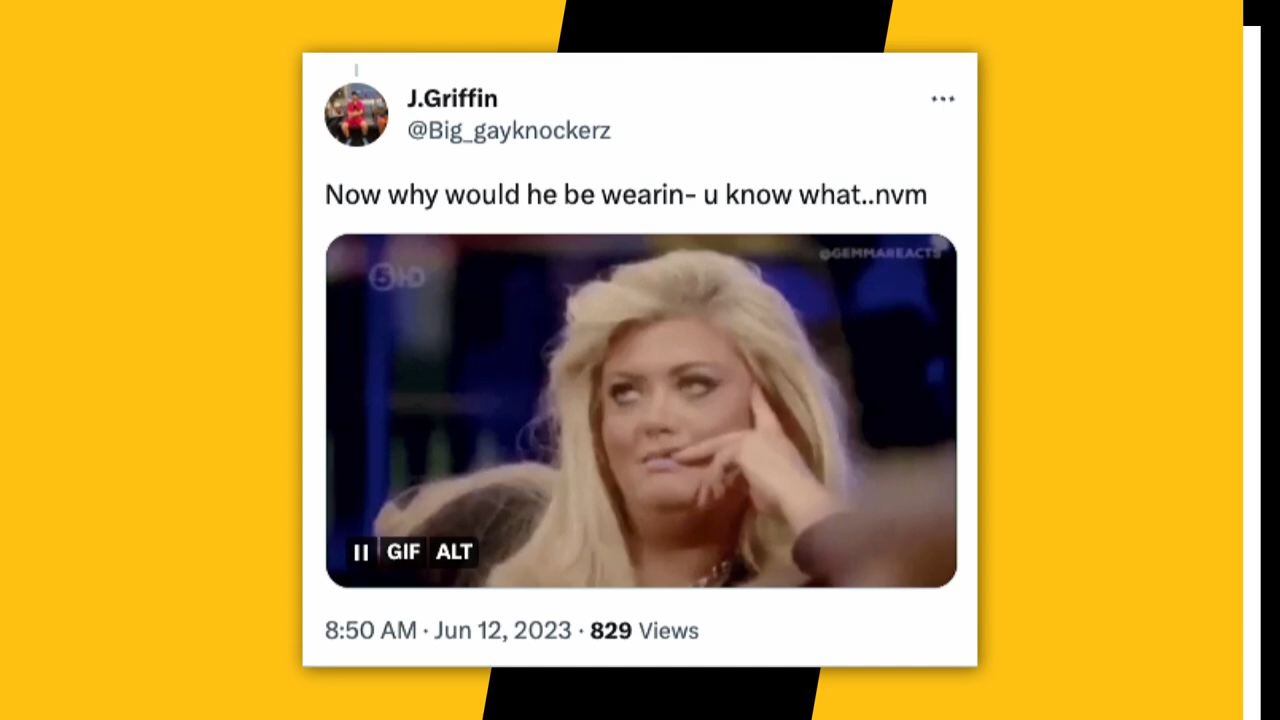 J.Griffin
@Big_gayknockerz
Now why would he be wearin- u know what..nvm
@GEMMAREACTS
5HD
GIF ALT
8:50 AM · Jun 12, 2023 · 829 Views